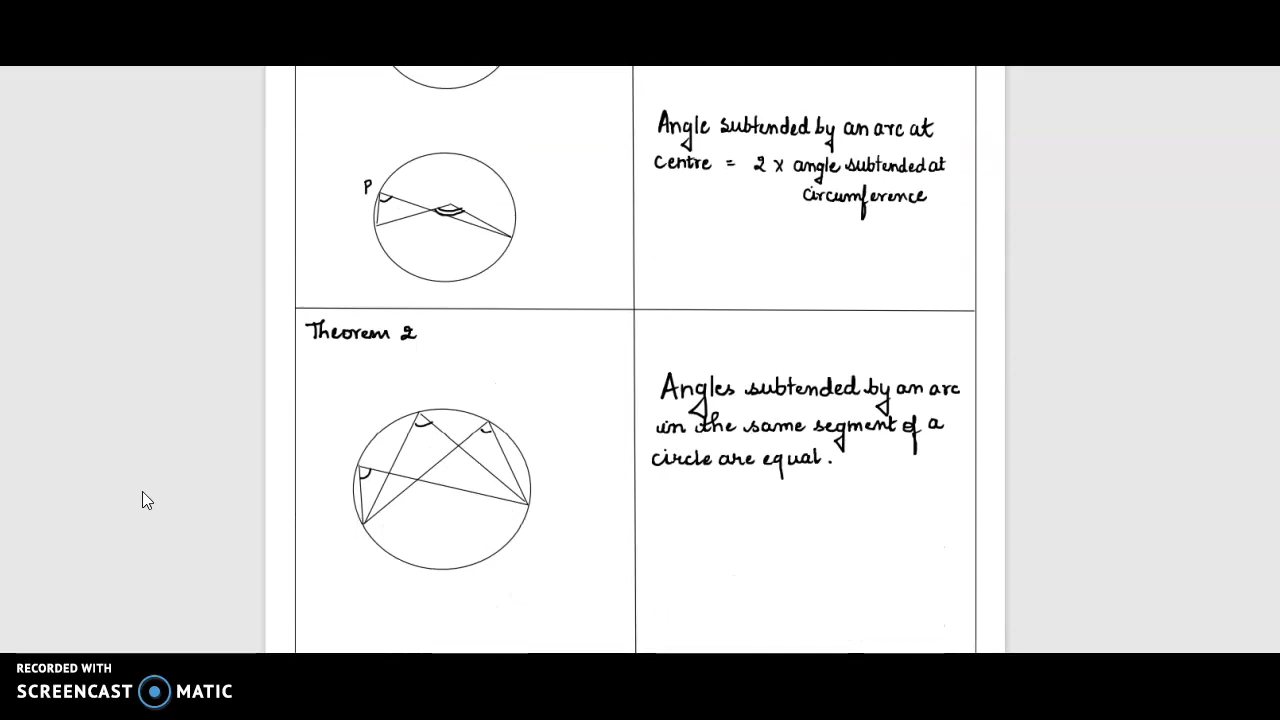 Angle subtended by an arc at
centre = 2 x angle subtended at
circumference
P
Theorem 2
Angles subtended by an arc
in the same segment of a
circle are equal.
RECORDED WITH
SCREENCAST MATIC